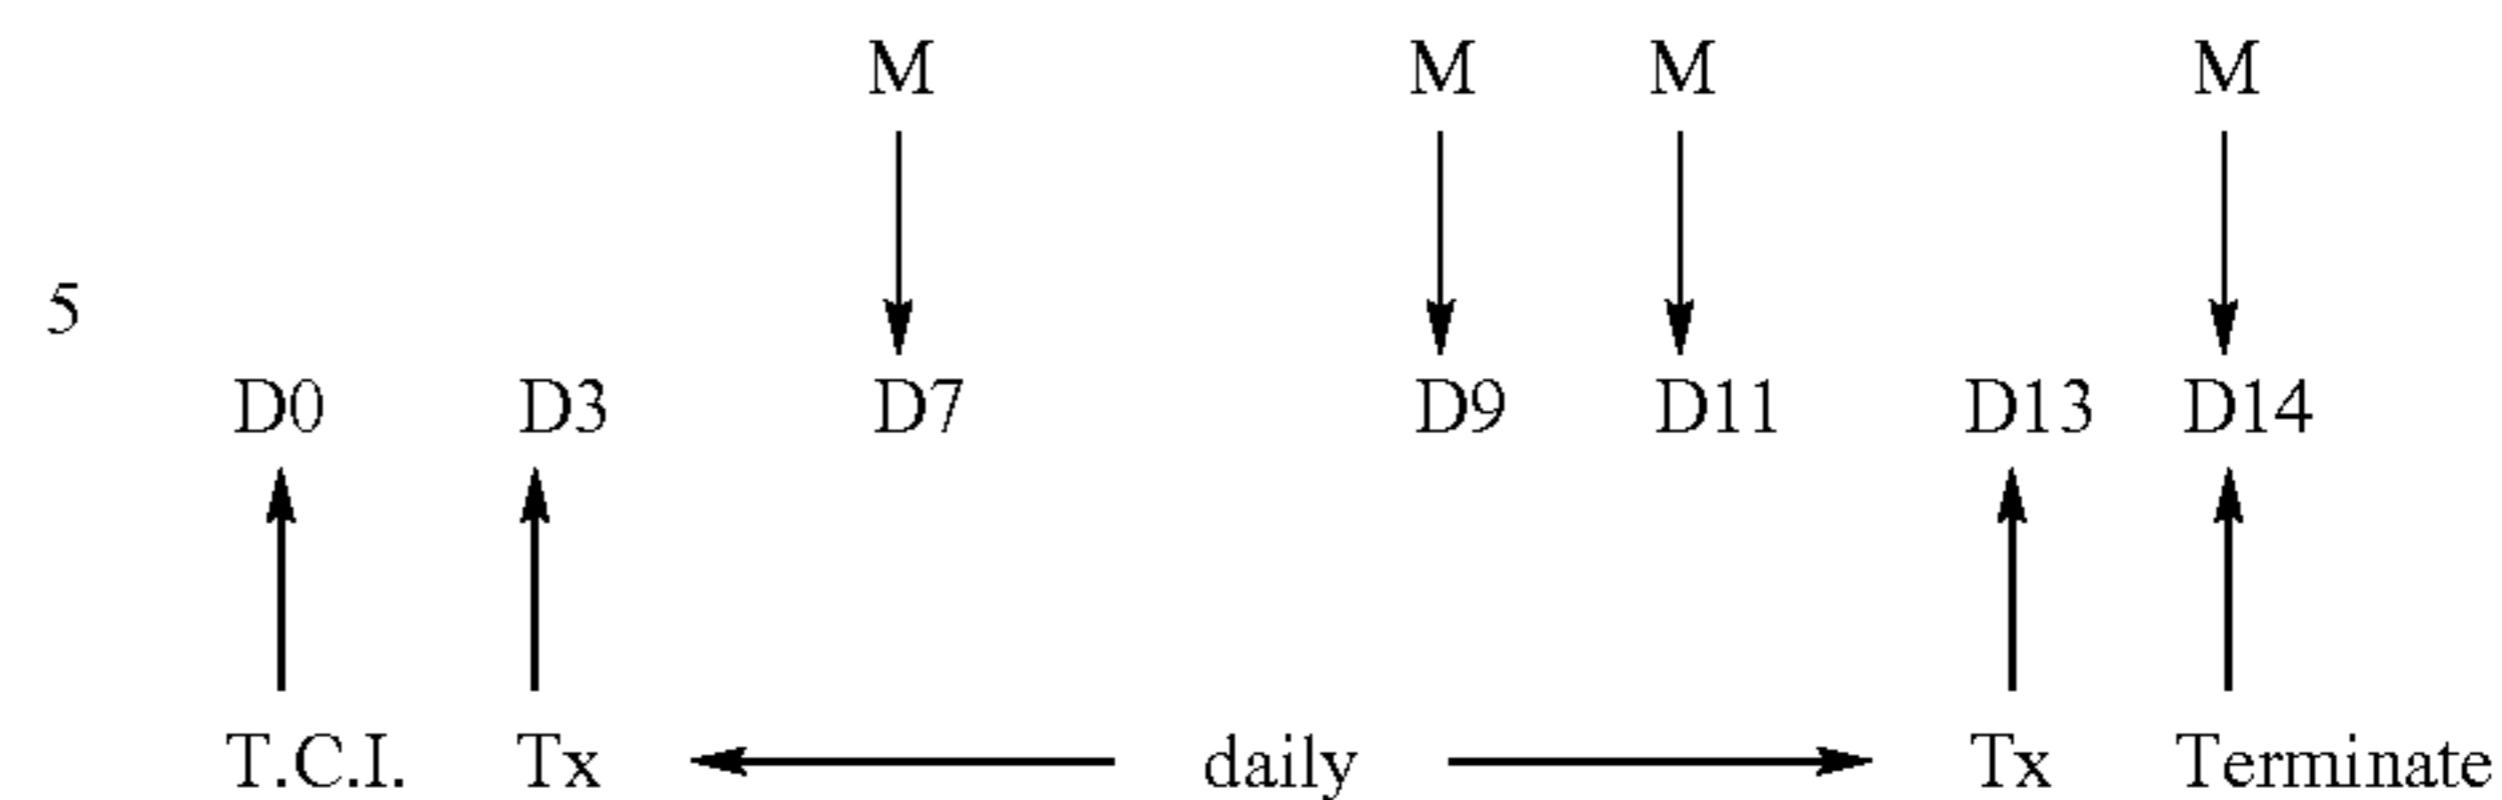 M M M M
5
D0 D3 D7 D9 D11 D13 D14
T.C.I. Tx daily Tx Terminate